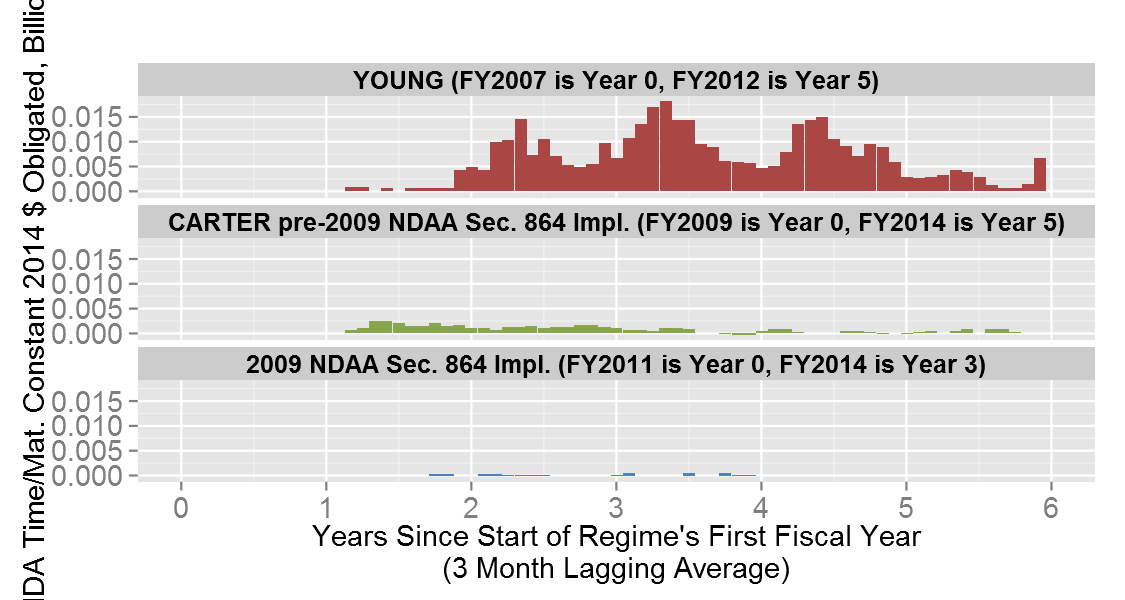 YOUNG (FY2007 is Year 0, FY2012 is Year 5)
0.015
0.010
0.005
0.000
CARTER pre-2009 NDAA Sec. 864 Impl. (FY2009 is Year 0, FY2014 is Year 5)
0.015
0.010
0.005
0.000
2009 NDAA Sec. 864 Impl. (FY2011 is Year 0, FY2014 is Year 3)
0.015
0.010
0.005
0.000
0 1 2 3 4 5 6
Years Since Start of Regime's First Fiscal Year
(3 Month Lagging Average)
Time/Mat. Constant 2014 $ Obligated,